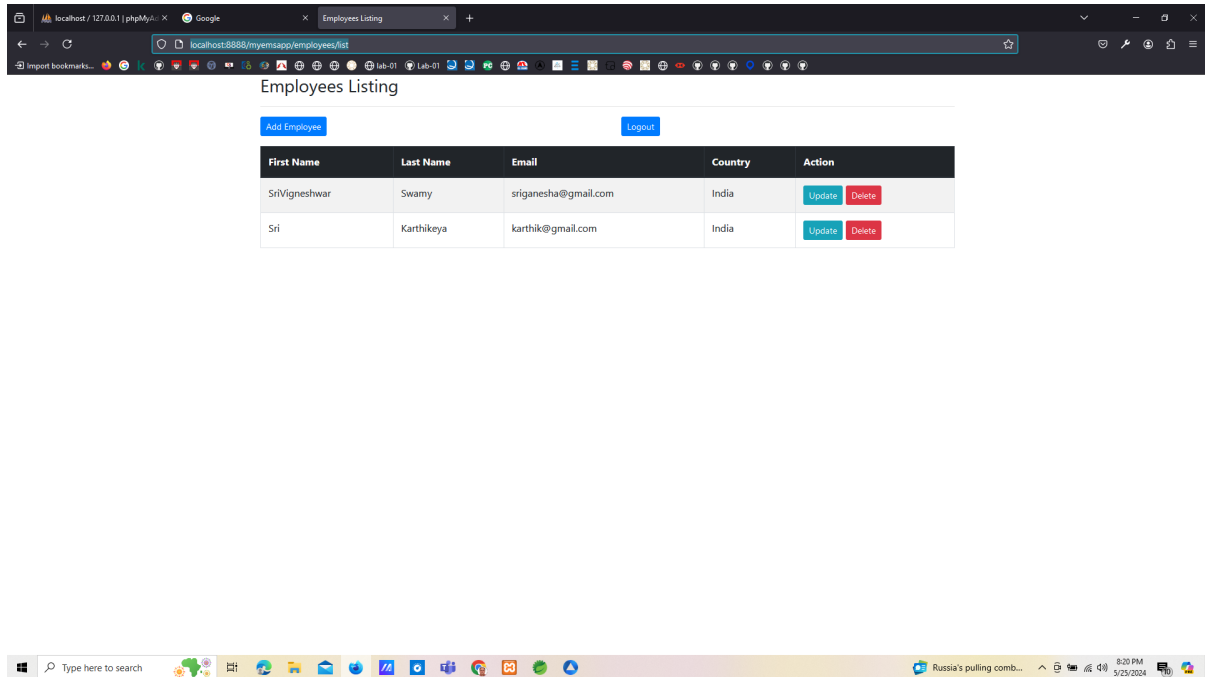 localhost / 127.0.0.1 | phpMyAd
Google
Employees Listing
localhost:8888/myemsapp/employees/list
Import bookmarks...
lab-01
Lab-01
Employees Listing
Add Employee
Logout
First Name Last Name Email Country Action
SriVigneshwar Swamy sriganesha@gmail.com India Update Delete
Sri Karthikeya karthik@gmail.com India Update Delete
Type here to search
Russia's pulling comb...
8:20 PM
5/25/2024